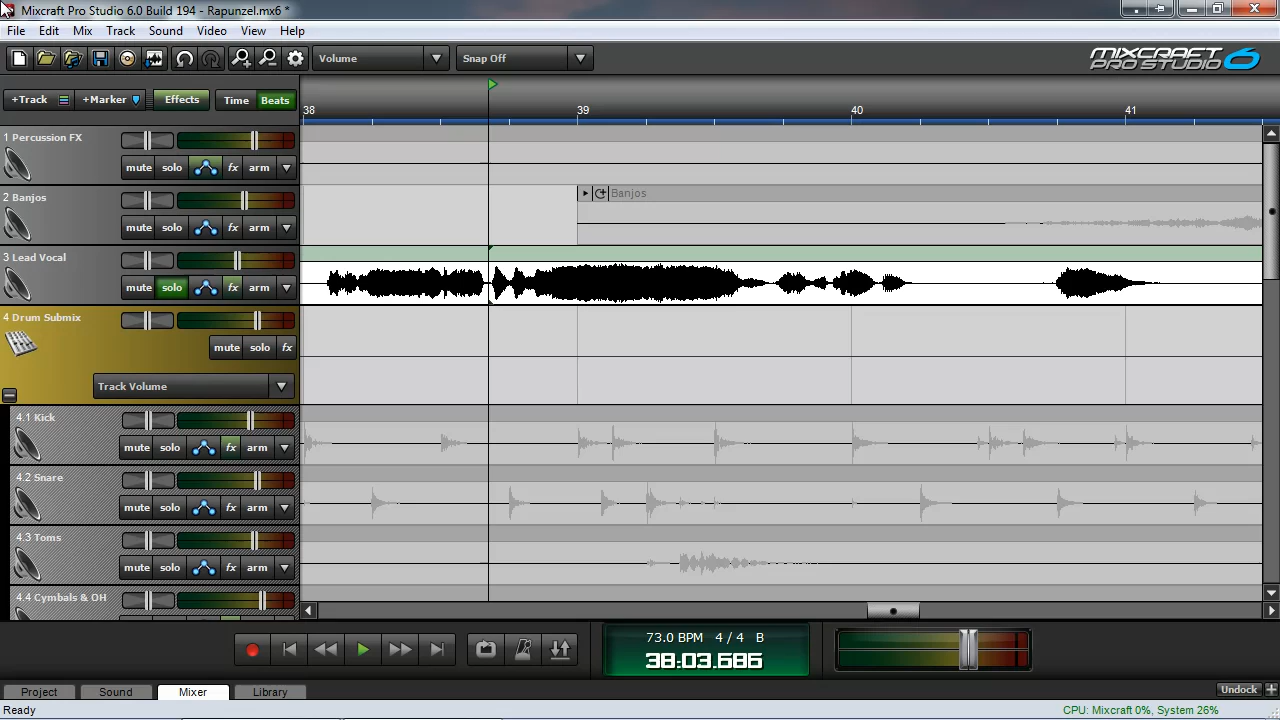 Mixcraft Pro Studio 6.0 Build 194 - Rapunzel.mx6 *
File Edit Mix Track Sound Video View Help
Volume Snap Off
MIXCRAFT
PRO STUDIO 6
+Track +Marker Effects Time Beats
38 39 40 41
1 Percussion FX
mute solo fx arm
2 Banjos
mute solo fx arm
Banjos
3 Lead Vocal
mute solo fx arm
4 Drum Submix
mute solo fx
Track Volume
4.1 Kick
mute solo fx arm
4.2 Snare
mute solo fx arm
4.3 Toms
mute solo fx arm
4.4 Cymbals & OH
73.0 BPM 4 / 4 B
38:03.686
Project Sound Mixer Library
Undock
Ready
CPU: Mixcraft 0%, System 26%